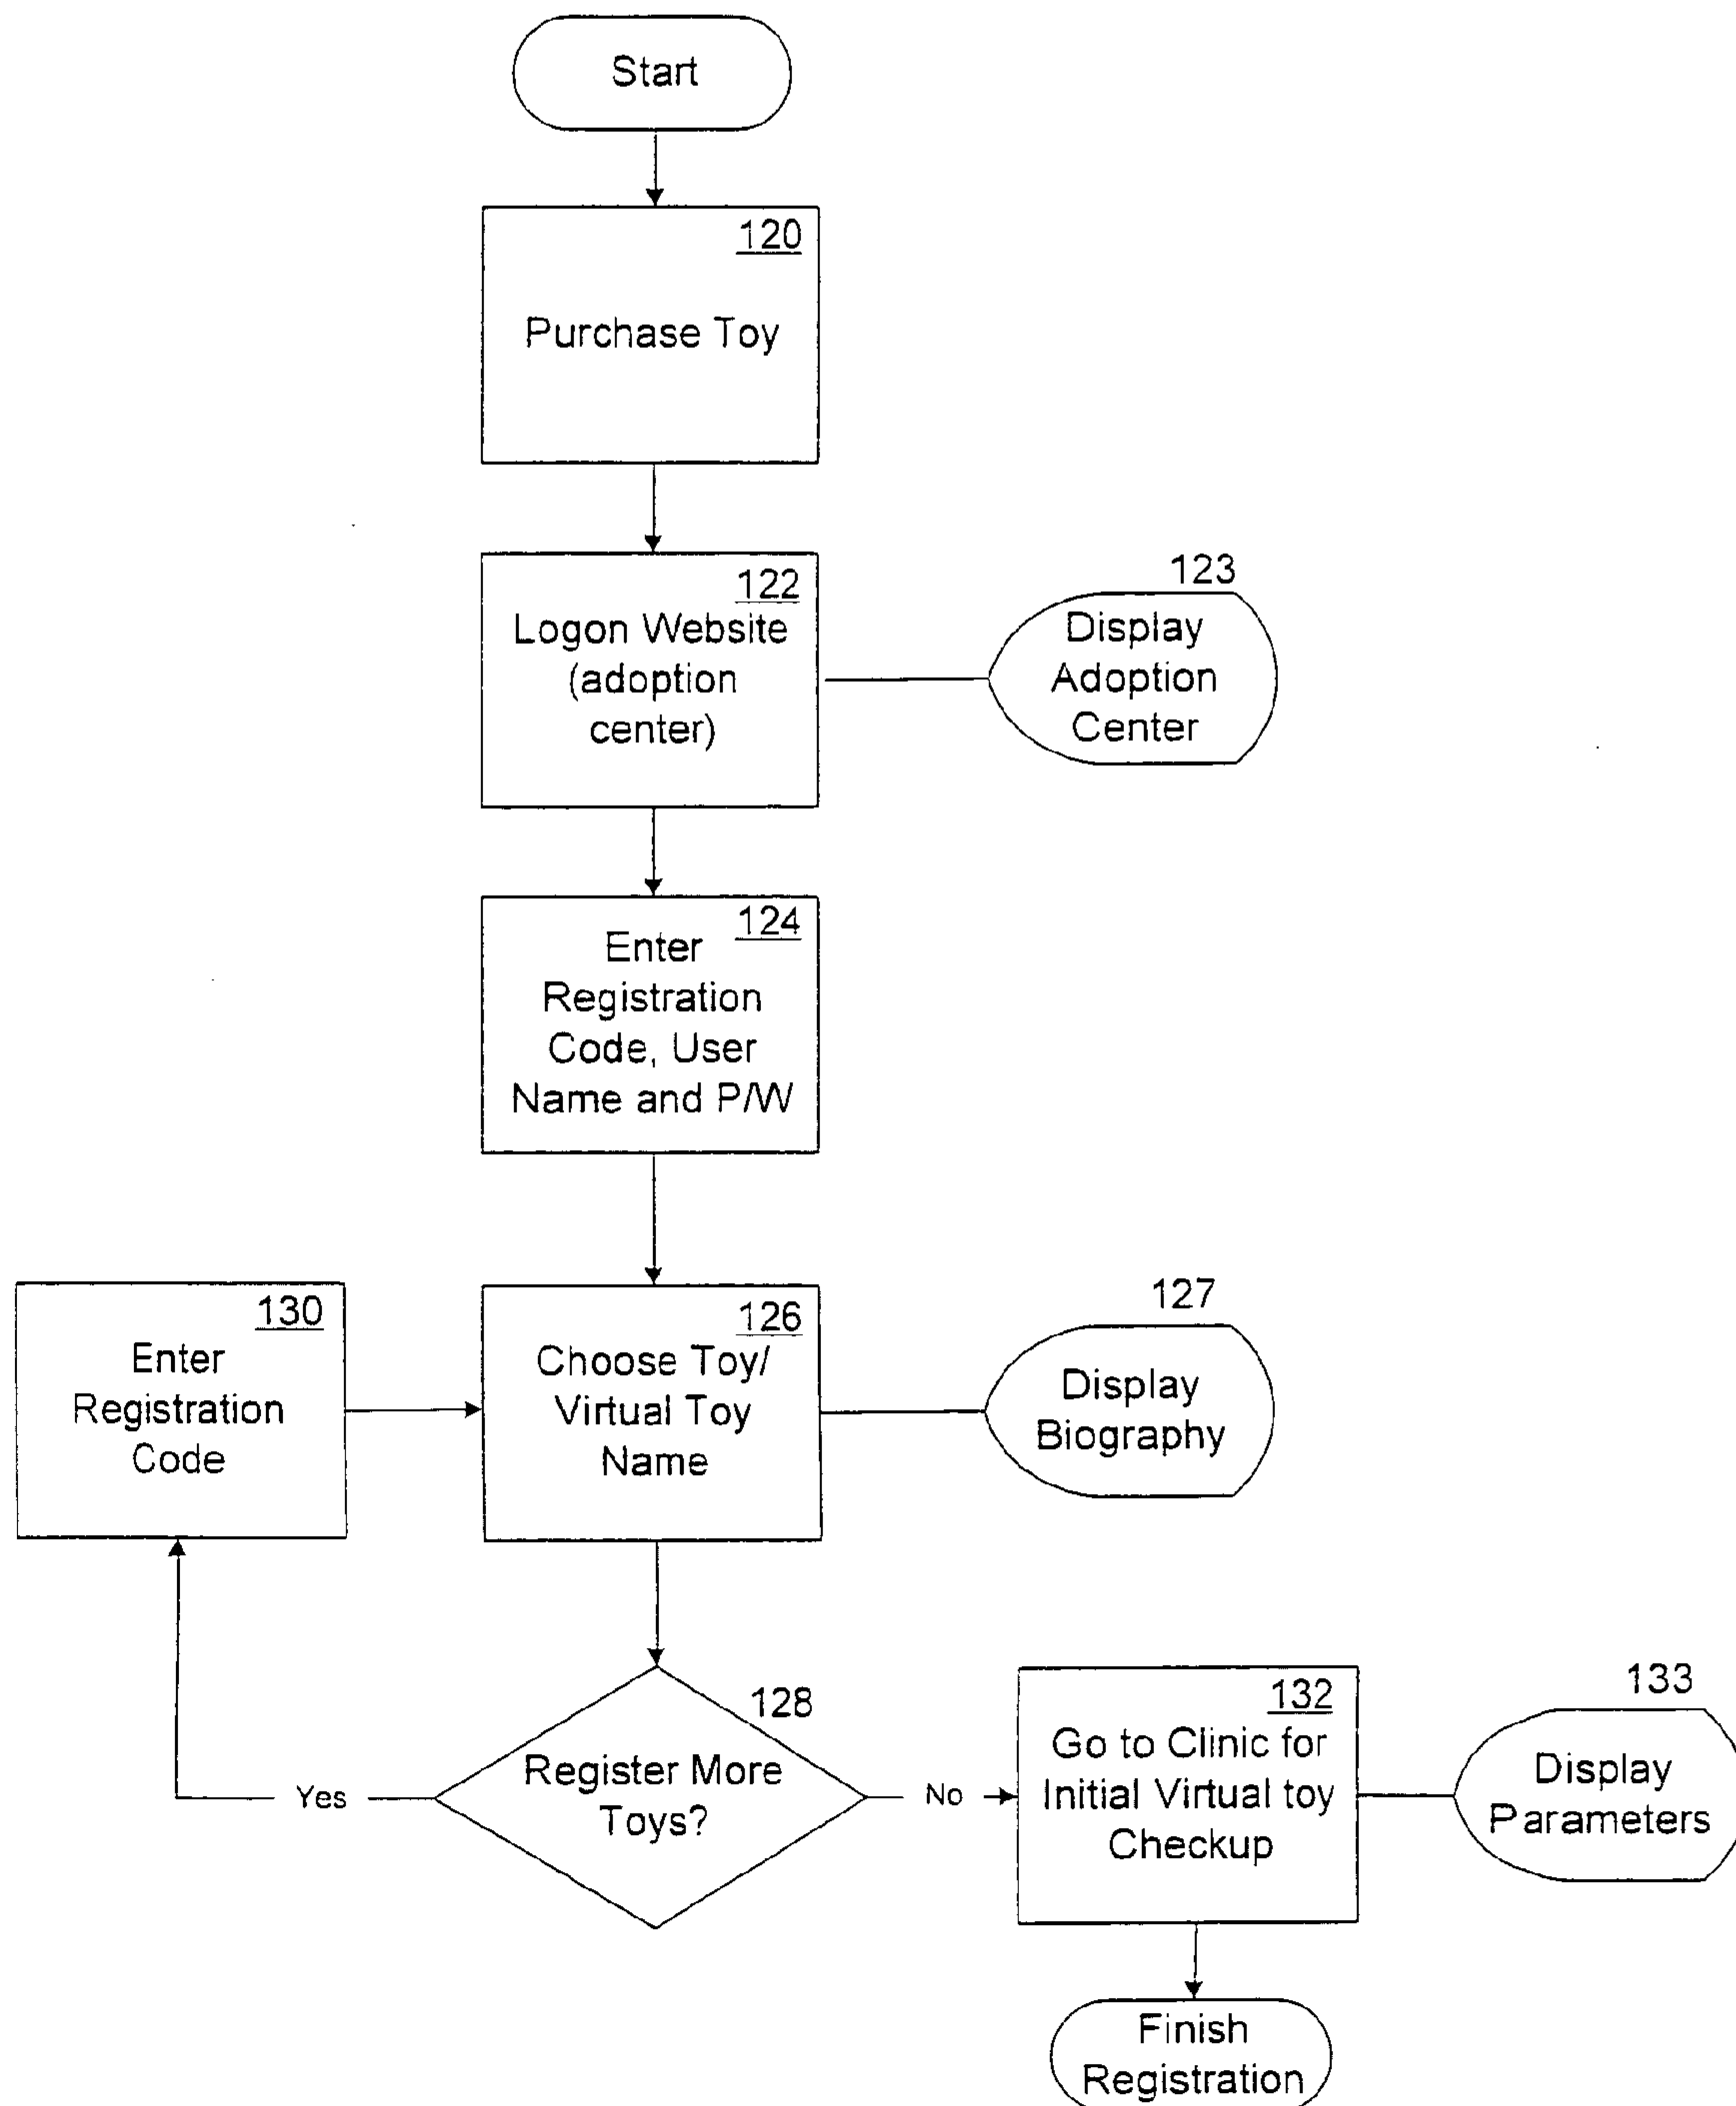 Start
120
Purchase Toy
122
Logon Website
(adoption
center)
123
Display
Adoption
Center
124
Enter
Registration
Code, User
Name and P/W
130
Enter
Registration
Code
126
Choose Toy/
Virtual Toy
Name
127
Display
Biography
128
Register More
Toys?
Yes
No
132
Go to Clinic for
Initial Virtual toy
Checkup
133
Display
Parameters
Finish
Registration